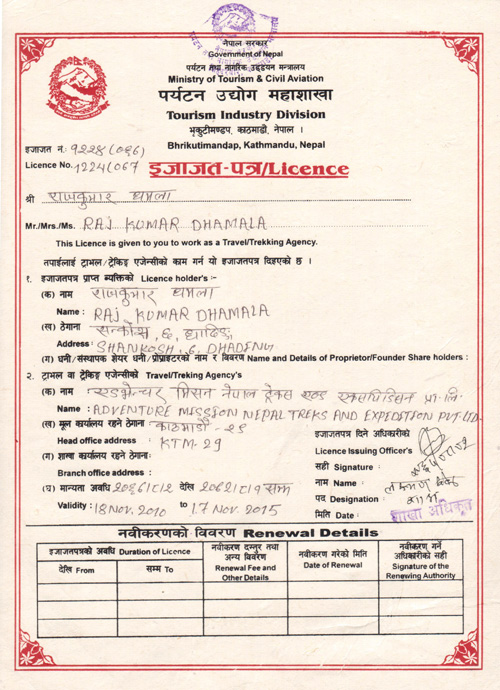 नेपाल सरकार
Government of Nepal
पर्यटन तथा नागरिक उड्डयन मन्त्रालय
Ministry of Tourism & Civil Aviation
पर्यटन उद्योग महाशाखा
Tourism Industry Division
भृकुटीमण्डप, काठमाडौं, नेपाल ।
Bhrikutimandap, Kathmandu, Nepal
इजाजत नं. १२२४(०६६)
Licence No. 1224(067
इजाजत-पत्र/Licence
श्री राजकुमार धमला
Mr./Mrs./Ms. RAJ KUMAR DHAMALA
This Licence is given to you to work as a Travel/Trekking Agency.
तपाईलाई ट्राभल/ट्रेकिङ्ग एजेन्सीको काम गर्न यो इजाजतपत्र दिइएको छ ।
१. इजाजतपत्र प्राप्त ब्यक्तिको Licence holder's :-
(क) नाम राजकुमार धमला
Name : RAJ KUMAR DHAMALA
(ख) ठेगाना सन्कोष, ६, धादिङ
Address : SHANKOSH, 6, DHADENG
(ग) धनी/संस्थापक शेयर धनी/प्रोप्राइटरको नाम र विवरण Name and Details of Proprietor/Founder Share holders :
२. ट्राभल वा ट्रेकिङ्ग एजेन्सीको Travel/Trekking Agency's
(क) नाम : एडभेन्चर मिसन नेपाल ट्रेक्स एण्ड एक्सपिडिसन प्रा. लि.
Name : ADVENTURE MISSION NEPAL TREKS AND EXPEDITION PVT. LTD.
(ख) मूल कार्यालय रहने ठेगाना: काठमाडौं - २९
Head office address : KTM-29
(ग) शाखा कार्यालय रहने ठेगाना:
Branch office address :
(घ) मान्यता अवधि २०६७।८।२ देखि २०७२।८।१ सम्म
Validity : 18 NOV. 2010 to 17 NOV. 2015
इजाजतपत्र दिने अधिकारीको
Licence Issuing Officer's
सही Signature :
नाम Name :
पद Designation :
मिति Date :
शाखा अधिकृत
नवीकरणको विवरण Renewal Details
इजाजतपत्रको अवधि Duration of Licence
देखि From
सम्म To
नवीकरण दस्तुर तथा अन्य विवरण
Renewal Fee and Other Details
नवीकरण गरेको मिति
Date of Renewal
नवीकरण गर्ने अधिकारीको सही
Signature of the Renewing Authority